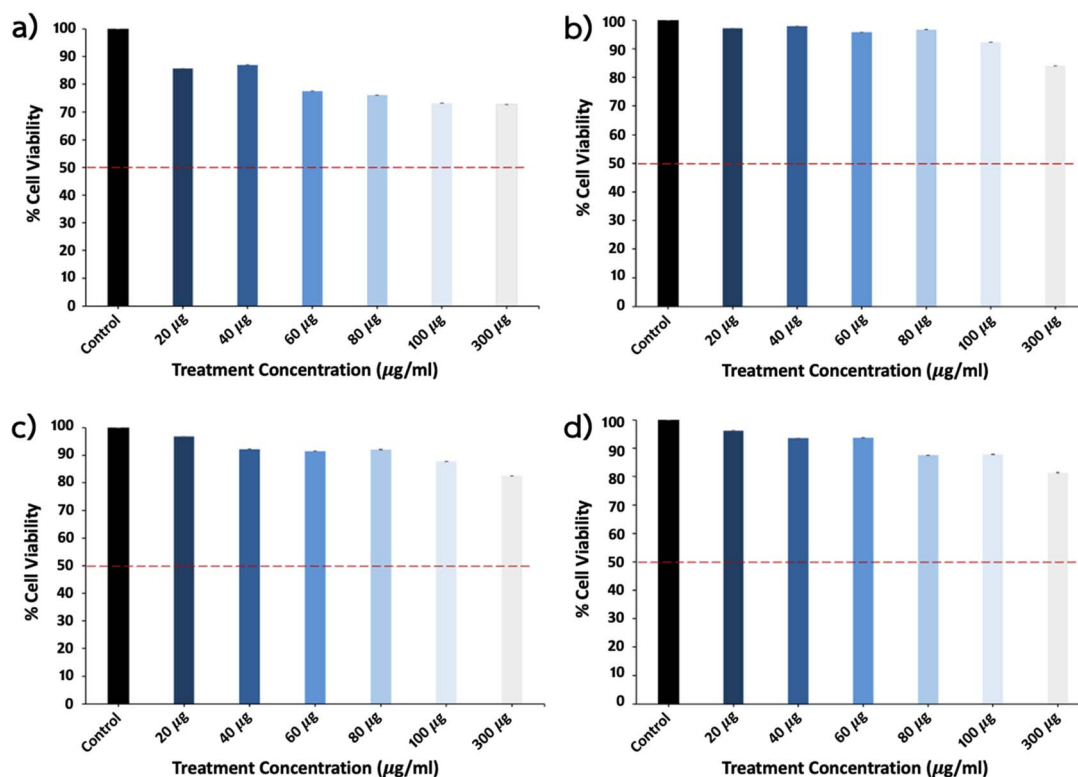 a)
100
90
80
70
60
50
40
30
20
10
0
% Cell Viability
Control
20 µg
40 µg
60 µg
80 µg
100 µg
300 µg
Treatment Concentration (µg/ml)
b)
100
90
80
70
60
50
40
30
20
10
0
% Cell Viability
Control
20 µg
40 µg
60 µg
80 µg
100 µg
300 µg
Treatment Concentration (µg/ml)
c)
100
90
80
70
60
50
40
30
20
10
0
% Cell Viability
Control
20 µg
40 µg
60 µg
80 µg
100 µg
300 µg
Treatment Concentration (µg/ml)
d)
100
90
80
70
60
50
40
30
20
10
0
% Cell Viability
Control
20 µg
40 µg
60 µg
80 µg
100 µg
300 µg
Treatment Concentration (µg/ml)